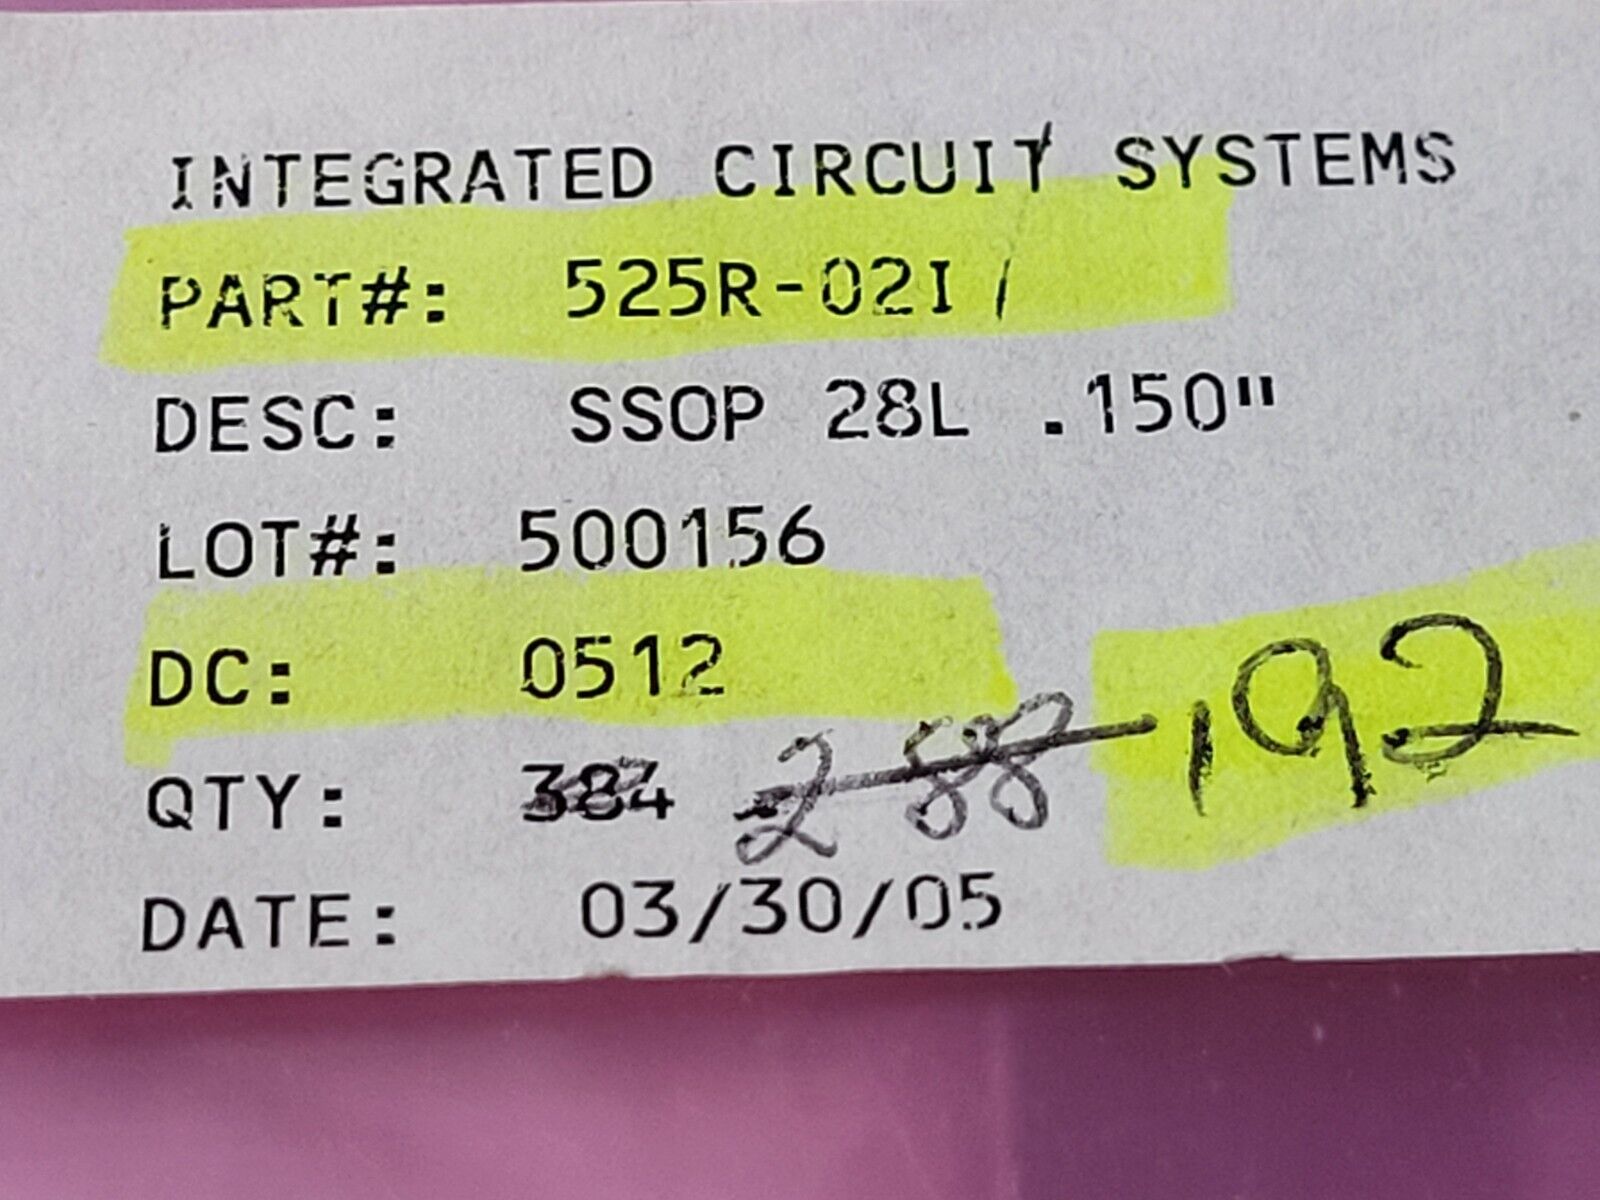 INTEGRATED CIRCUIT SYSTEMS
PART#: 525R-02I
DESC: SSOP 28L .150"
LOT#: 500156
DC: 0512
QTY: 384 288 192
DATE: 03/30/05